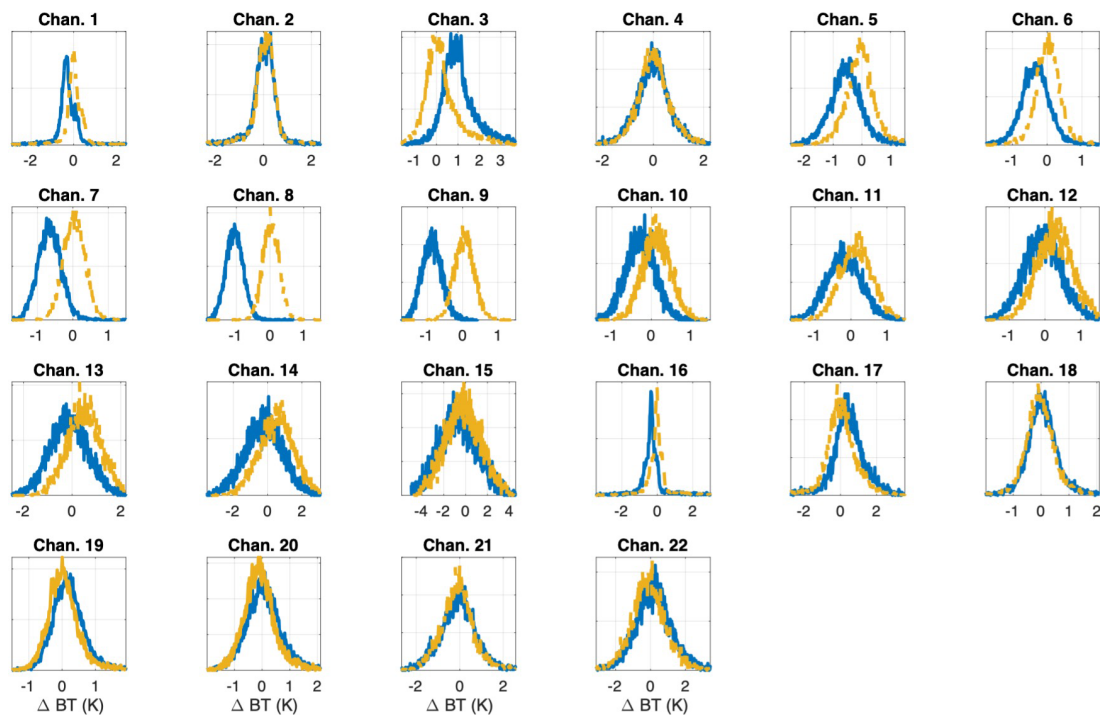 Chan. 1 Chan. 2 Chan. 3 Chan. 4 Chan. 5 Chan. 6
-2 0 2 -2 0 2 -1 0 1 2 3 -2 0 2 -2 -1 0 1 -1 0 1
Chan. 7 Chan. 8 Chan. 9 Chan. 10 Chan. 11 Chan. 12
-1 0 1 -1 0 1 -1 0 1 -1 0 1 -1 0 1 -1 0 1
Chan. 13 Chan. 14 Chan. 15 Chan. 16 Chan. 17 Chan. 18
-2 0 2 -2 0 2 -4 -2 0 2 4 -2 0 2 -2 0 2 -1 0 1 2
Chan. 19 Chan. 20 Chan. 21 Chan. 22
-1 0 1 -1 0 1 2 -2 0 2 -2 0 2
Δ BT (K) Δ BT (K) Δ BT (K) Δ BT (K)